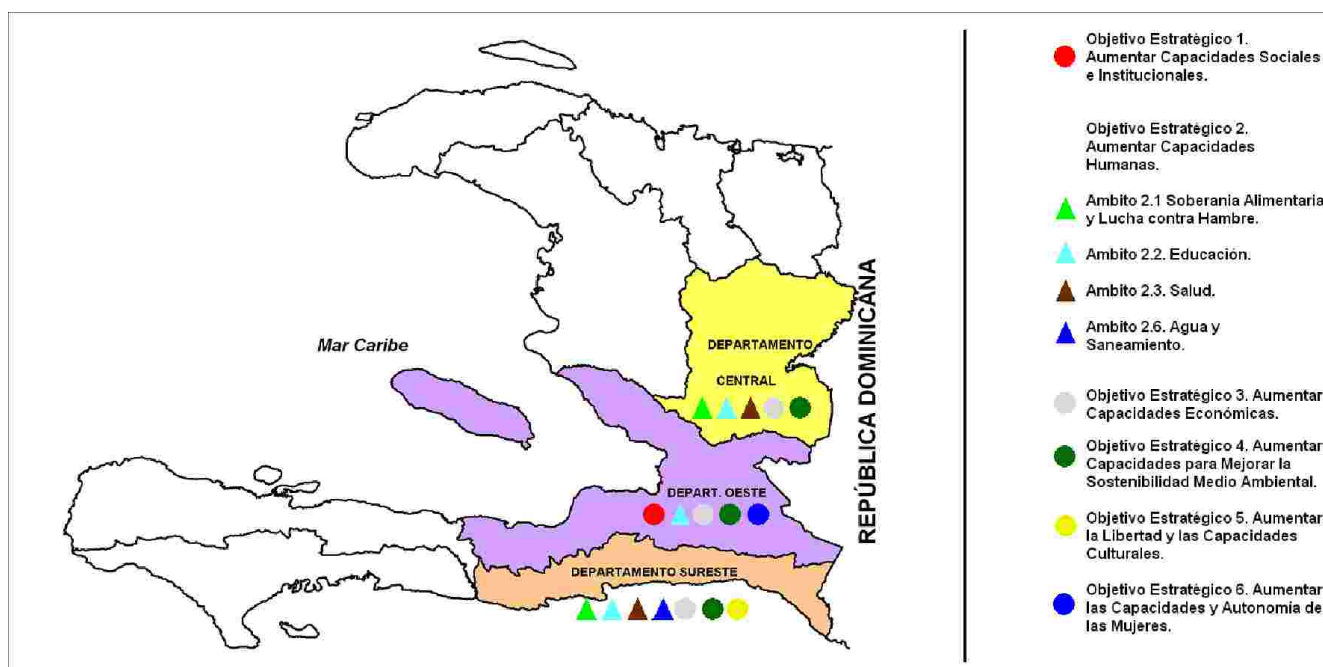 Mar Caribe
DEPARTAMENTO
CENTRAL
DEPART. OESTE
DEPARTAMENTO SURESTE
REPÚBLICA DOMINICANA
Objetivo Estratégico 1.
Aumentar Capacidades Sociales
e Institucionales.
Objetivo Estratégico 2.
Aumentar Capacidades
Humanas.
Ambito 2.1 Soberania Alimentaria
y Lucha contra Hambre.
Ambito 2.2. Educación.
Ambito 2.3. Salud.
Ambito 2.6. Agua y
Saneamiento.
Objetivo Estratégico 3. Aumentar
Capacidades Económicas.
Objetivo Estratégico 4. Aumentar
Capacidades para Mejorar la
Sostenibilidad Medio Ambiental.
Objetivo Estratégico 5. Aumentar
la Libertad y las Capacidades
Culturales.
Objetivo Estratégico 6. Aumentar
las Capacidades y Autonomía de
las Mujeres.